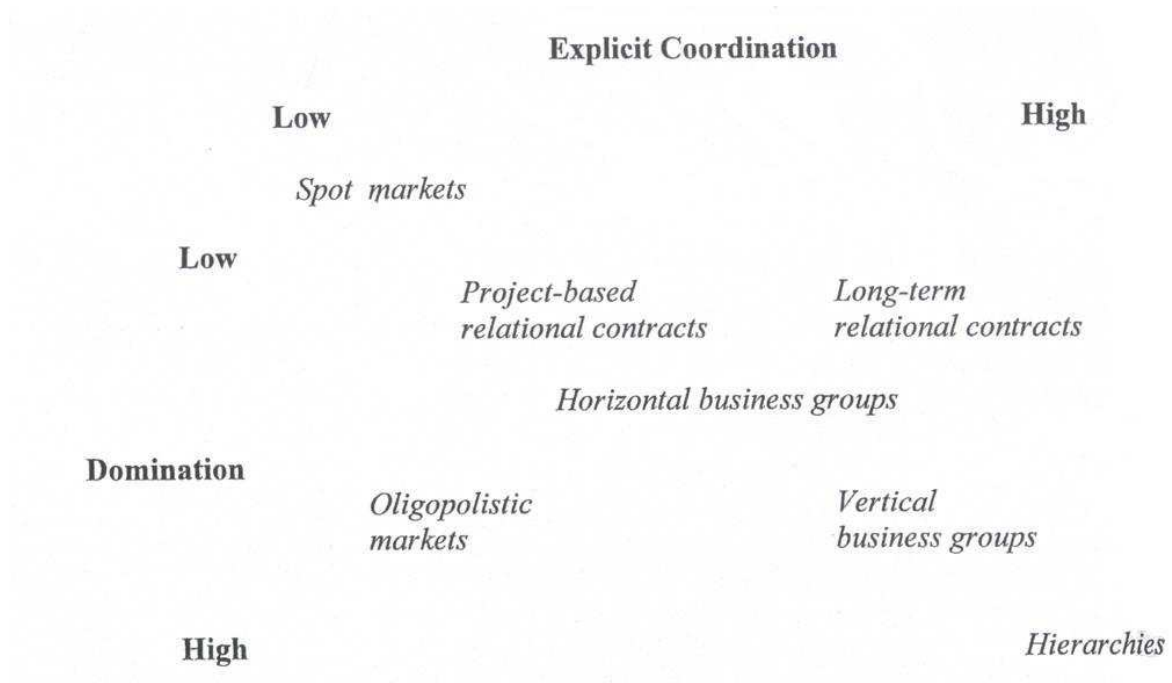 Explicit Coordination
Low High
Spot markets
Low
Project-based Long-term
relational contracts relational contracts
Horizontal business groups
Domination
Oligopolistic Vertical
markets business groups
High Hierarchies